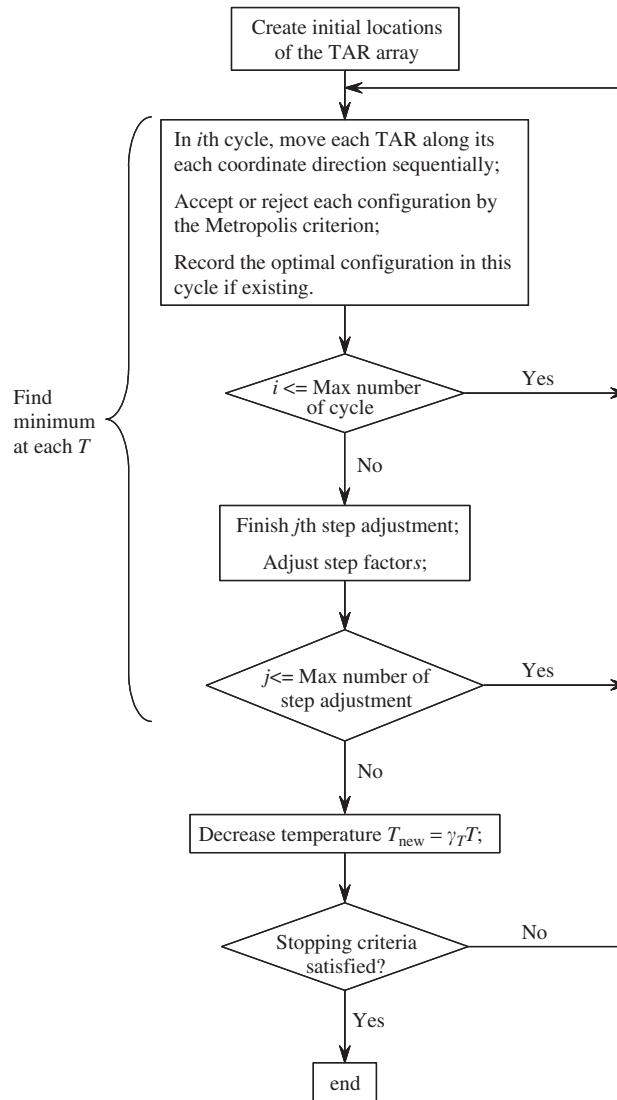 Create initial locations
of the TAR array
In ith cycle, move each TAR along its
each coordinate direction sequentially;
Accept or reject each configuration by
the Metropolis criterion;
Record the optimal configuration in this
cycle if existing.
Find
minimum
at each T
i <= Max number
of cycle
Yes
No
Finish jth step adjustment;
Adjust step factors;
j<= Max number of
step adjustment
Yes
No
Decrease temperature T_new = γ_T T;
Stopping criteria
satisfied?
No
Yes
end